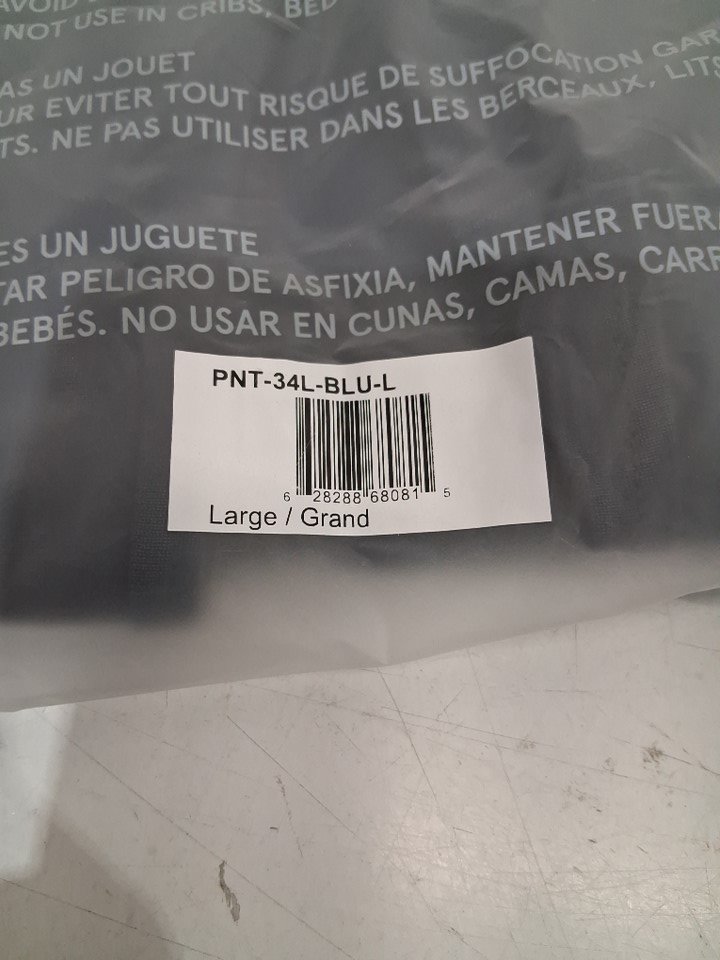 AVOID
NOT USE IN CRIBS, BED
AS UN JOUET
UR EVITER TOUT RISQUE DE SUFFOCATION GAR
TS. NE PAS UTILISER DANS LES BERCEAUX, LITS
ES UN JUGUETE
TAR PELIGRO DE ASFIXIA, MANTENER FUERA
BEBÉS. NO USAR EN CUNAS, CAMAS, CARR
PNT-34L-BLU-L
6 28288 68081 5
Large / Grand